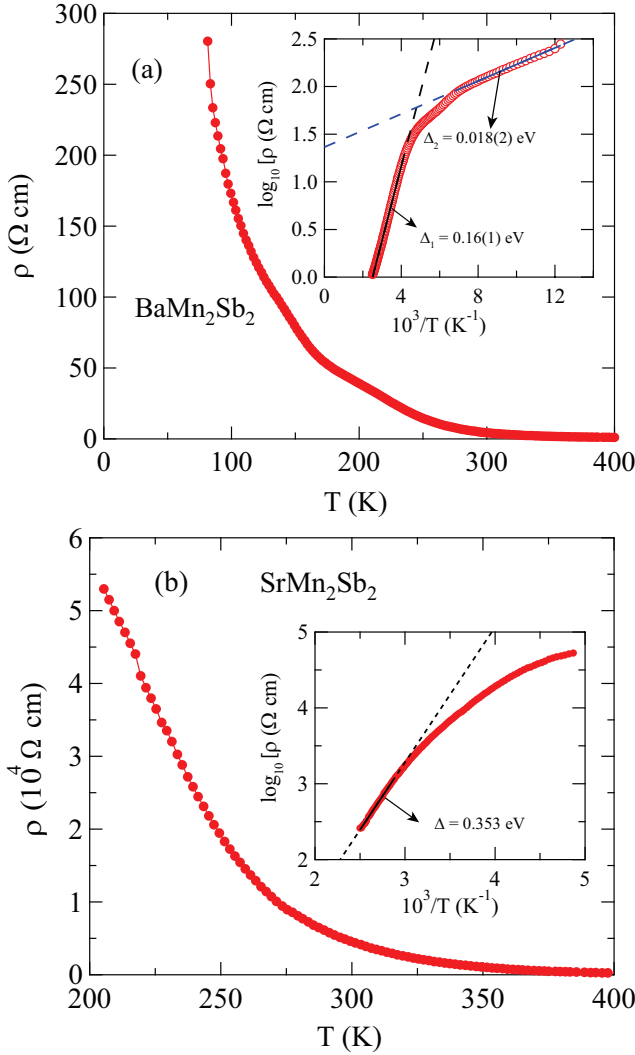 300
250
200
150
100
50
0
ρ (Ω cm)
(a)
BaMn₂Sb₂
0 100 200 300 400
T (K)
2.5
2.0
1.5
1.0
0.5
0.0
log₁₀ [ρ (Ω cm)
Δ₂ = 0.018(2) eV
Δ₁ = 0.16(1) eV
0 4 8 12
10³/T (K⁻¹)
6
5
4
3
2
1
0
ρ (10⁴ Ω cm)
(b) SrMn₂Sb₂
200 250 300 350 400
T (K)
5
4
3
2
log₁₀ [ρ (Ω cm)
Δ = 0.353 eV
2 3 4 5
10³/T (K⁻¹)